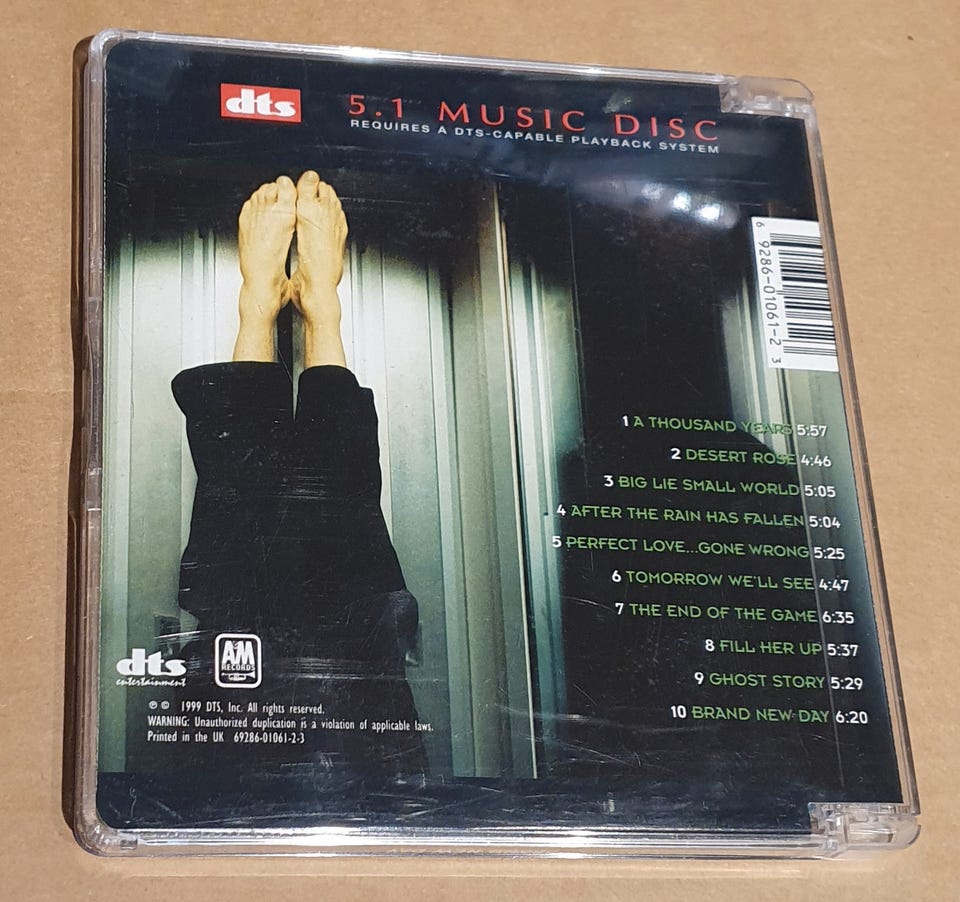 dts
5.1 MUSIC DISC
REQUIRES A DTS-CAPABLE PLAYBACK SYSTEM
6 9286-01061-2 3
1 A THOUSAND YEARS 5:57
2 DESERT ROSE 4:46
3 BIG LIE SMALL WORLD 5:05
4 AFTER THE RAIN HAS FALLEN 5:04
5 PERFECT LOVE...GONE WRONG 5:25
6 TOMORROW WE'LL SEE 4:47
7 THE END OF THE GAME 6:35
8 FILL HER UP 5:37
9 GHOST STORY 5:29
10 BRAND NEW DAY 6:20
dts
entertainment
A&M
RECORDS
℗ © 1999 DTS, Inc. All rights reserved.
WARNING: Unauthorized duplication is a violation of applicable laws.
Printed in the UK 69286-01061-2-3